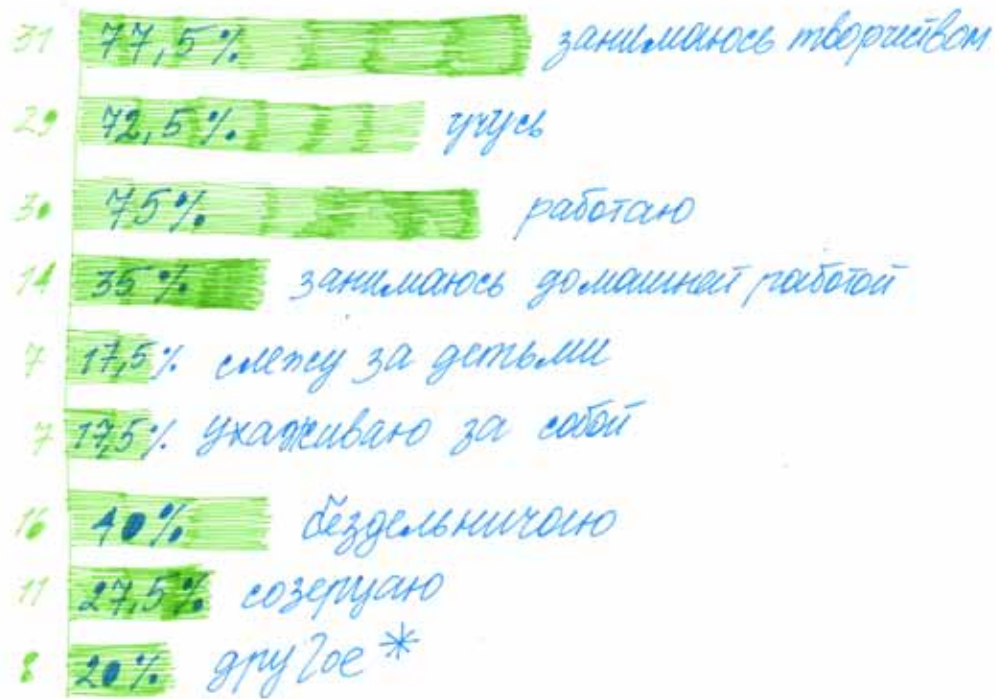 31 77,5% занимаюсь творчеством
29 72,5% учусь
30 75% работаю
14 35% занимаюсь домашней работой
7 17,5% слежу за детьми
7 17,5% ухаживаю за собой
16 40% бездельничаю
11 27,5% созерцаю
8 20% другое *